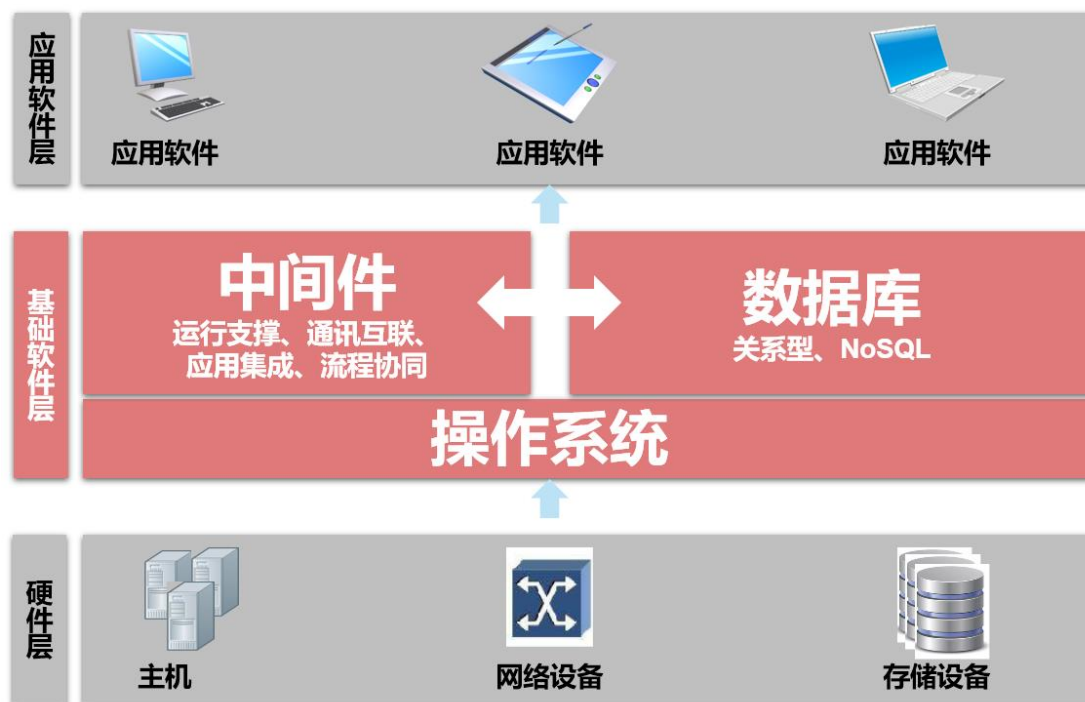 应用软件层
应用软件
应用软件
应用软件
基础软件层
中间件
运行支撑、通讯互联、
应用集成、流程协同
数据库
关系型、NoSQL
操作系统
硬件层
主机
网络设备
存储设备